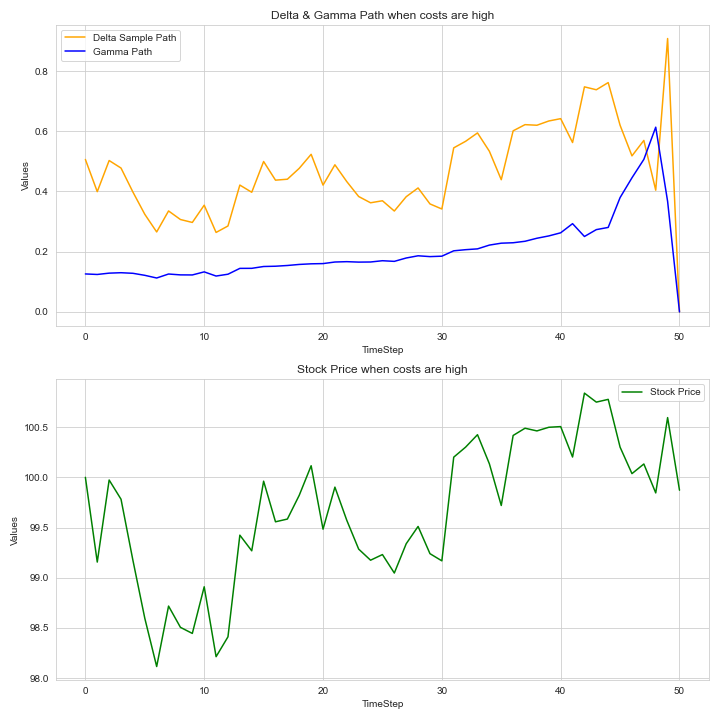 Delta & Gamma Path when costs are high
Delta Sample Path
Gamma Path
Values
0.8
0.6
0.4
0.2
0.0
0 10 20 30 40 50
TimeStep
Stock Price when costs are high
Stock Price
Values
100.5
100.0
99.5
99.0
98.5
98.0
0 10 20 30 40 50
TimeStep